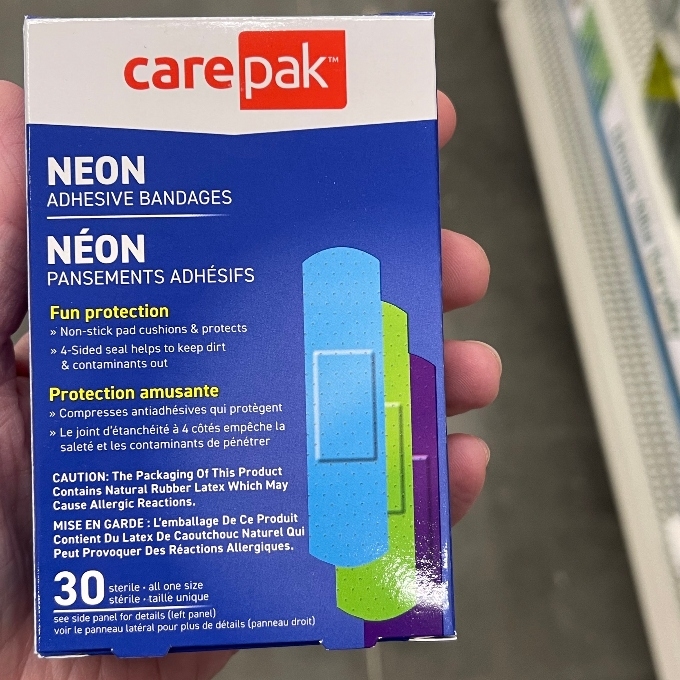 carepak™
NEON
ADHESIVE BANDAGES
NÉON
PANSEMENTS ADHÉSIFS
Fun protection
» Non-stick pad cushions & protects
» 4-Sided seal helps to keep dirt
& contaminants out
Protection amusante
» Compresses antiadhésives qui protègent
» Le joint d'étanchéité à 4 côtés empêche la
saleté et les contaminants de pénétrer
CAUTION: The Packaging Of This Product
Contains Natural Rubber Latex Which May
Cause Allergic Reactions.
MISE EN GARDE : L'emballage De Ce Produit
Contient Du Latex De Caoutchouc Naturel Qui
Peut Provoquer Des Réactions Allergiques.
30 sterile · all one size
stérile · taille unique
see side panel for details (left panel)
voir le panneau latéral pour plus de détails (panneau droit)